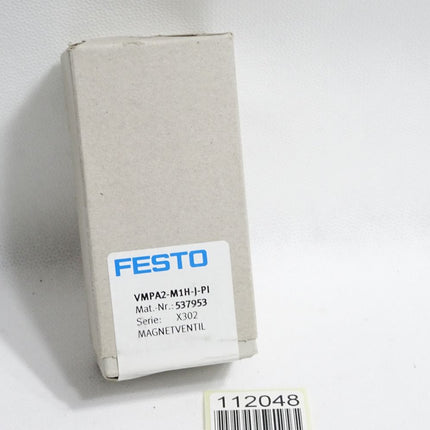 FESTO
VMPA2-M1H-J-PI
Mat.-Nr.: 537953
Serie: X302
MAGNETVENTIL
112048